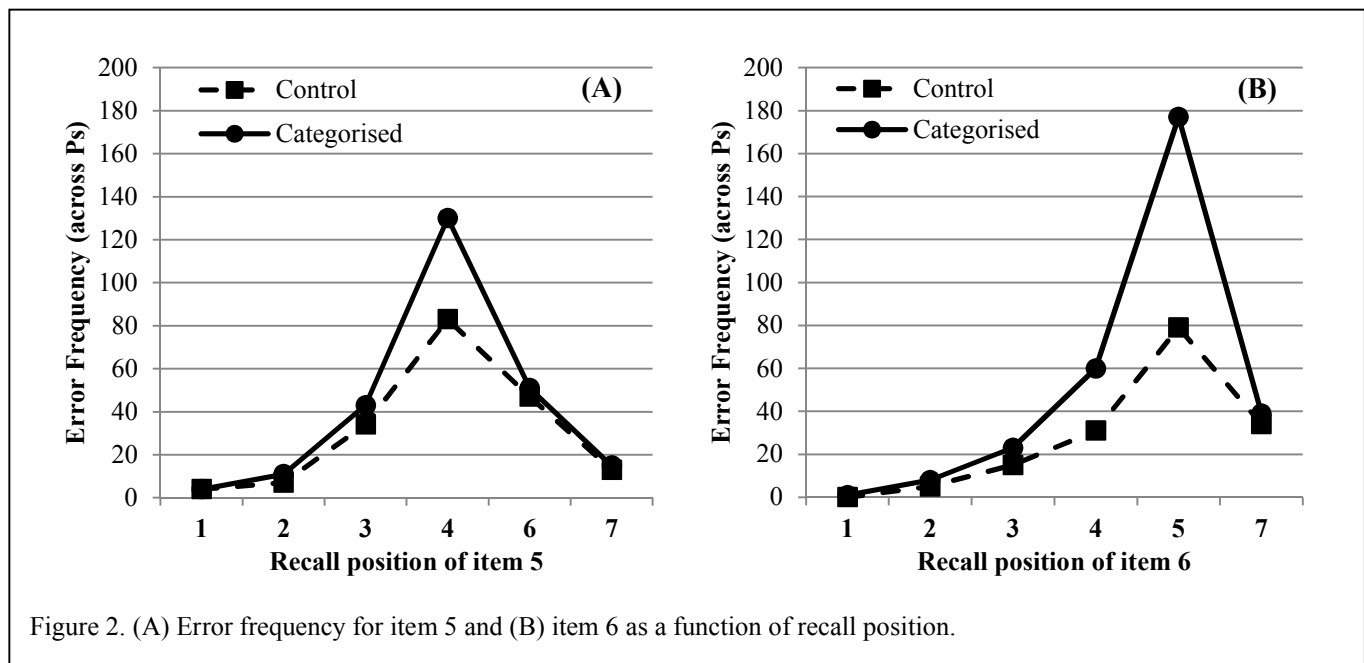 200
180
160
140
120
100
80
60
40
20
0
Error Frequency (across Ps)
Control
Categorised
(A)
1 2 3 4 6 7
Recall position of item 5
200
180
160
140
120
100
80
60
40
20
0
Error Frequency (across Ps)
Control
Categorised
(B)
1 2 3 4 5 7
Recall position of item 6
Figure 2. (A) Error frequency for item 5 and (B) item 6 as a function of recall position.